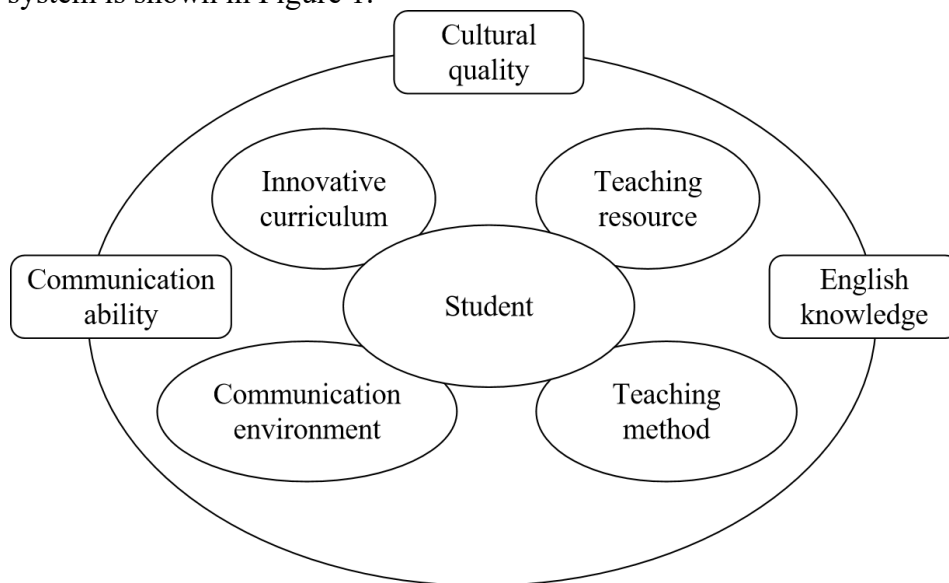 system is shown in Figure 1.
Cultural
quality
Innovative
curriculum
Teaching
resource
Communication
ability
Student
English
knowledge
Communication
environment
Teaching
method